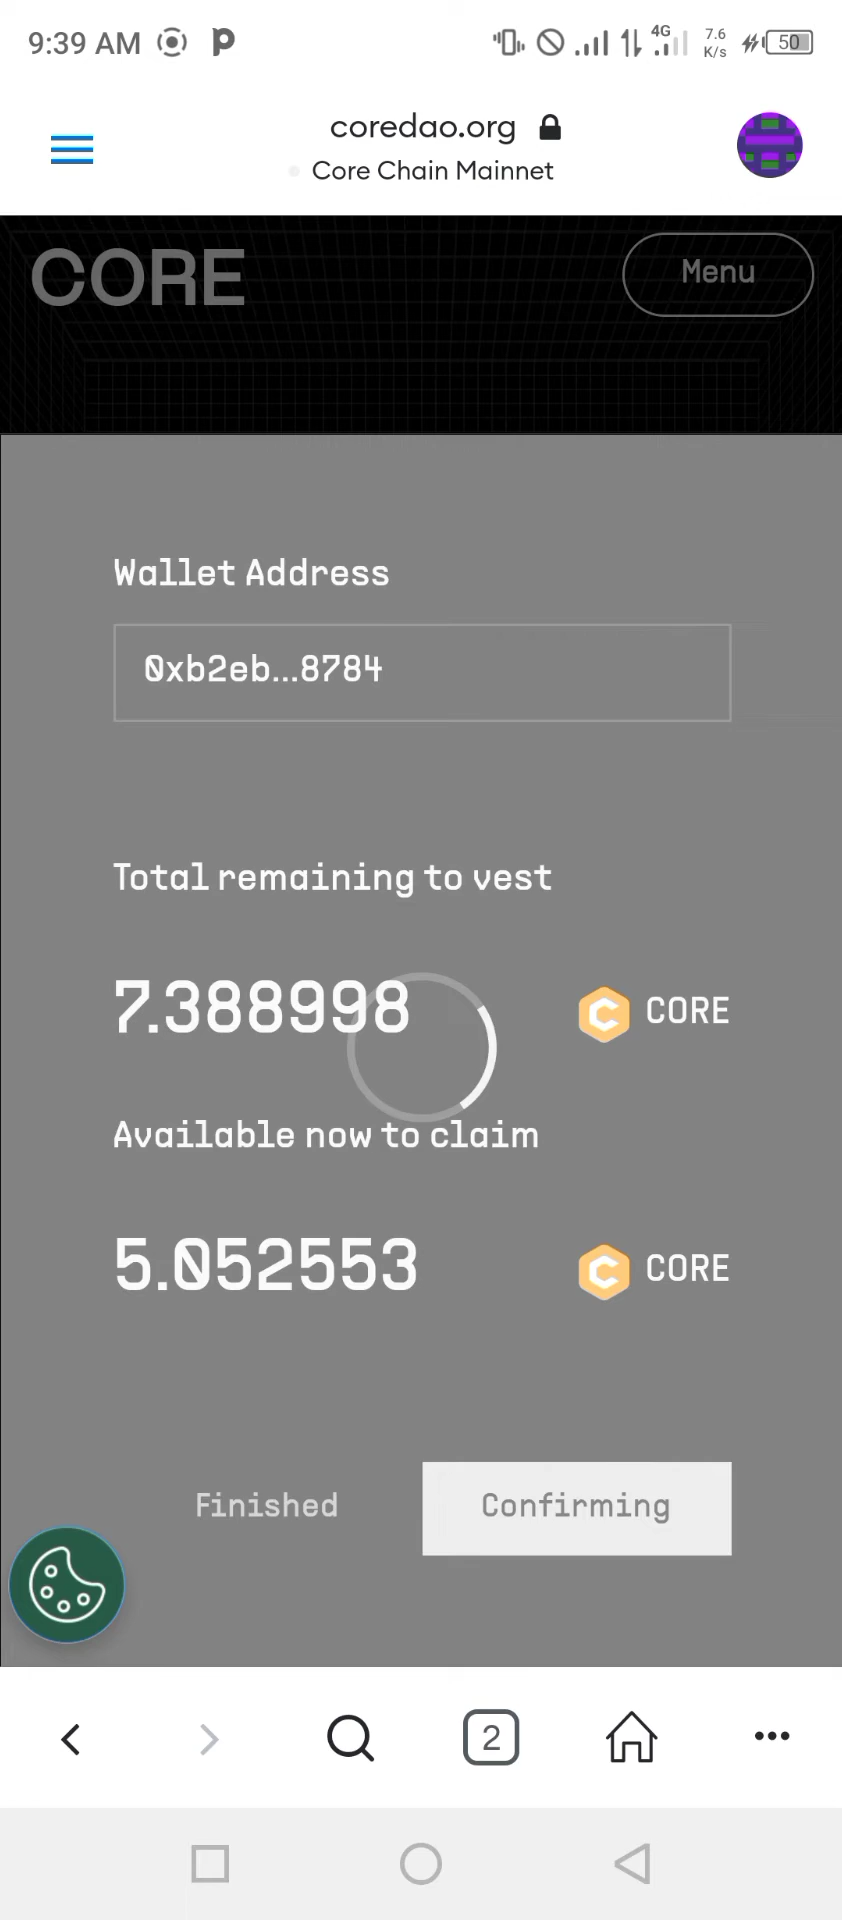 9:39 AM
4G
7.6
K/s
50
coredao.org
Core Chain Mainnet
CORE
Menu
Wallet Address
0xb2eb...8784
Total remaining to vest
7.388998
CORE
Available now to claim
5.052553
CORE
Finished
Confirming
2